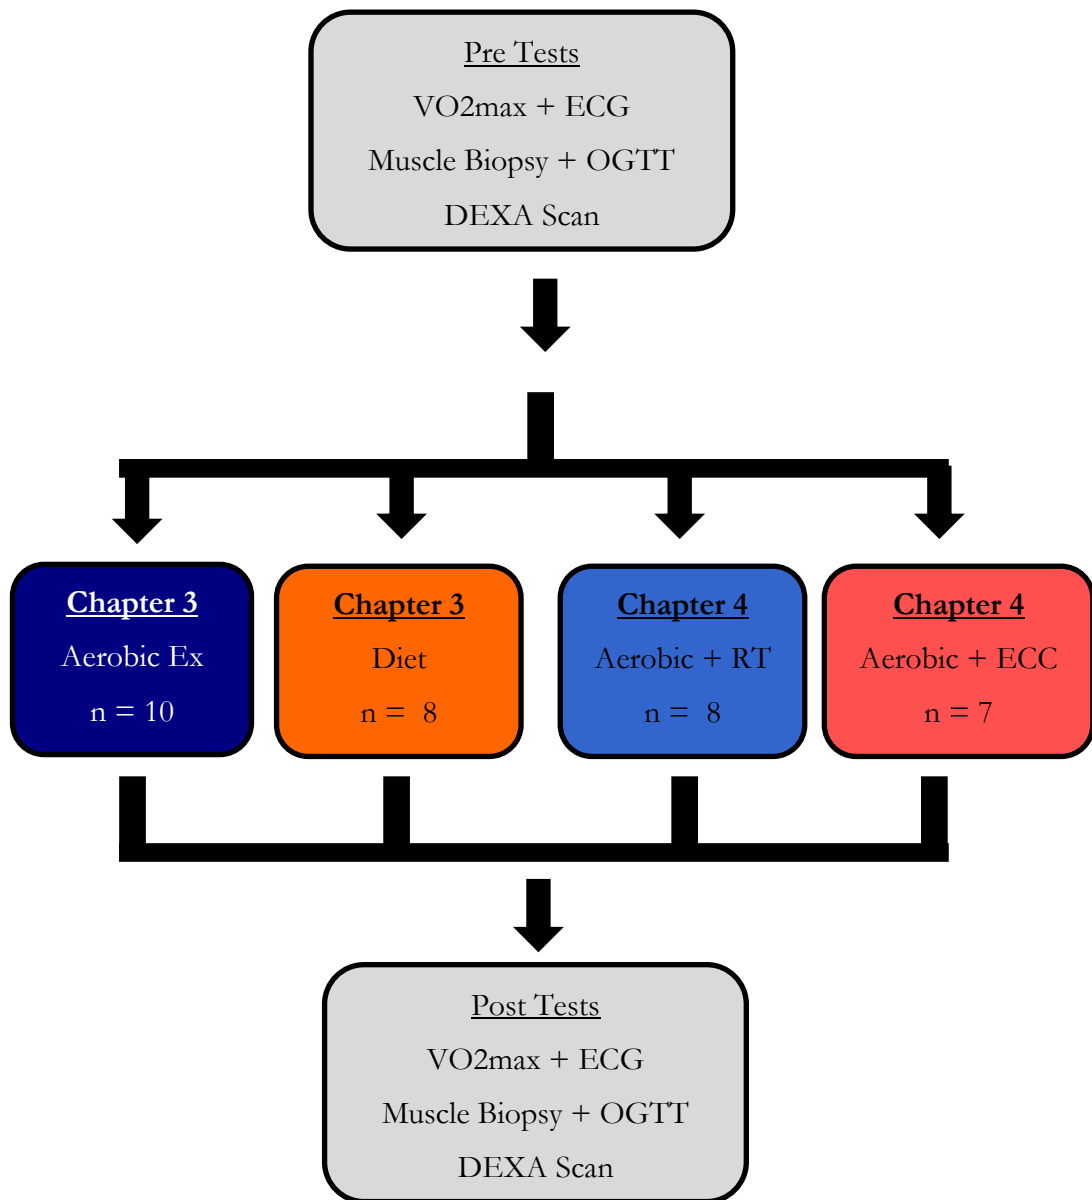 Pre Tests
VO2max + ECG
Muscle Biopsy + OGTT
DEXA Scan
Chapter 3
Aerobic Ex
n = 10
Chapter 3
Diet
n = 8
Chapter 4
Aerobic + RT
n = 8
Chapter 4
Aerobic + ECC
n = 7
Post Tests
VO2max + ECG
Muscle Biopsy + OGTT
DEXA Scan